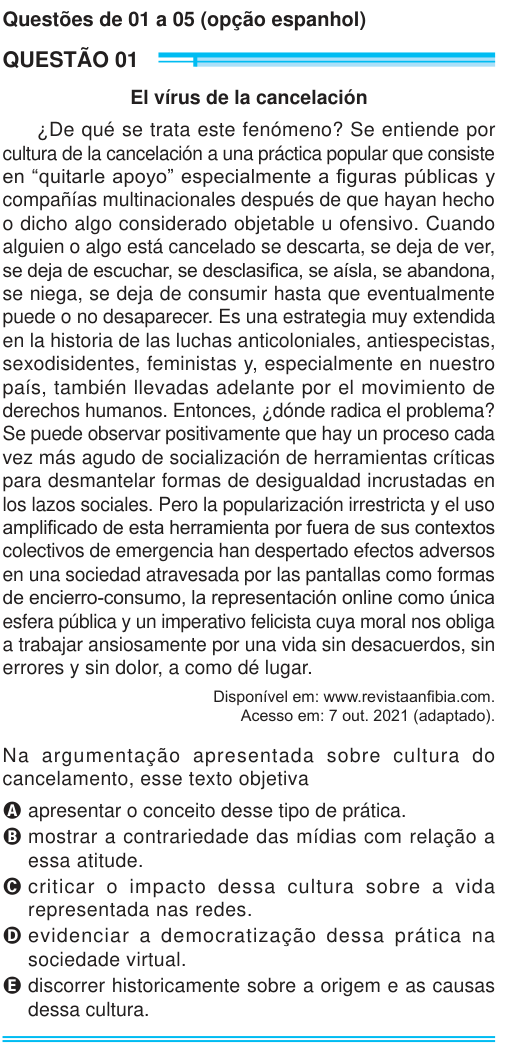 Questões de 01 a 05 (opção espanhol)
QUESTÃO 01
El vírus de la cancelación
¿De qué se trata este fenómeno? Se entiende por
cultura de la cancelación a una práctica popular que consiste
en “quitarle apoyo” especialmente a figuras públicas y
compañías multinacionales después de que hayan hecho
o dicho algo considerado objetable u ofensivo. Cuando
alguien o algo está cancelado se descarta, se deja de ver,
se deja de escuchar, se desclasifica, se aísla, se abandona,
se niega, se deja de consumir hasta que eventualmente
puede o no desaparecer. Es una estrategia muy extendida
en la historia de las luchas anticoloniales, antiespecistas,
sexodisidentes, feministas y, especialmente en nuestro
país, también llevadas adelante por el movimiento de
derechos humanos. Entonces, ¿dónde radica el problema?
Se puede observar positivamente que hay un proceso cada
vez más agudo de socialización de herramientas críticas
para desmantelar formas de desigualdad incrustadas en
los lazos sociales. Pero la popularización irrestricta y el uso
amplificado de esta herramienta por fuera de sus contextos
colectivos de emergencia han despertado efectos adversos
en una sociedad atravesada por las pantallas como formas
de encierro-consumo, la representación online como única
esfera pública y un imperativo felicista cuya moral nos obliga
a trabajar ansiosamente por una vida sin desacuerdos, sin
errores y sin dolor, a como dé lugar.
Disponível em: www.revistaanfibia.com.
Acesso em: 7 out. 2021 (adaptado).
Na argumentação apresentada sobre cultura do
cancelamento, esse texto objetiva
A apresentar o conceito desse tipo de prática.
B mostrar a contrariedade das mídias com relação a
essa atitude.
C criticar o impacto dessa cultura sobre a vida
representada nas redes.
D evidenciar a democratização dessa prática na
sociedade virtual.
E discorrer historicamente sobre a origem e as causas
dessa cultura.